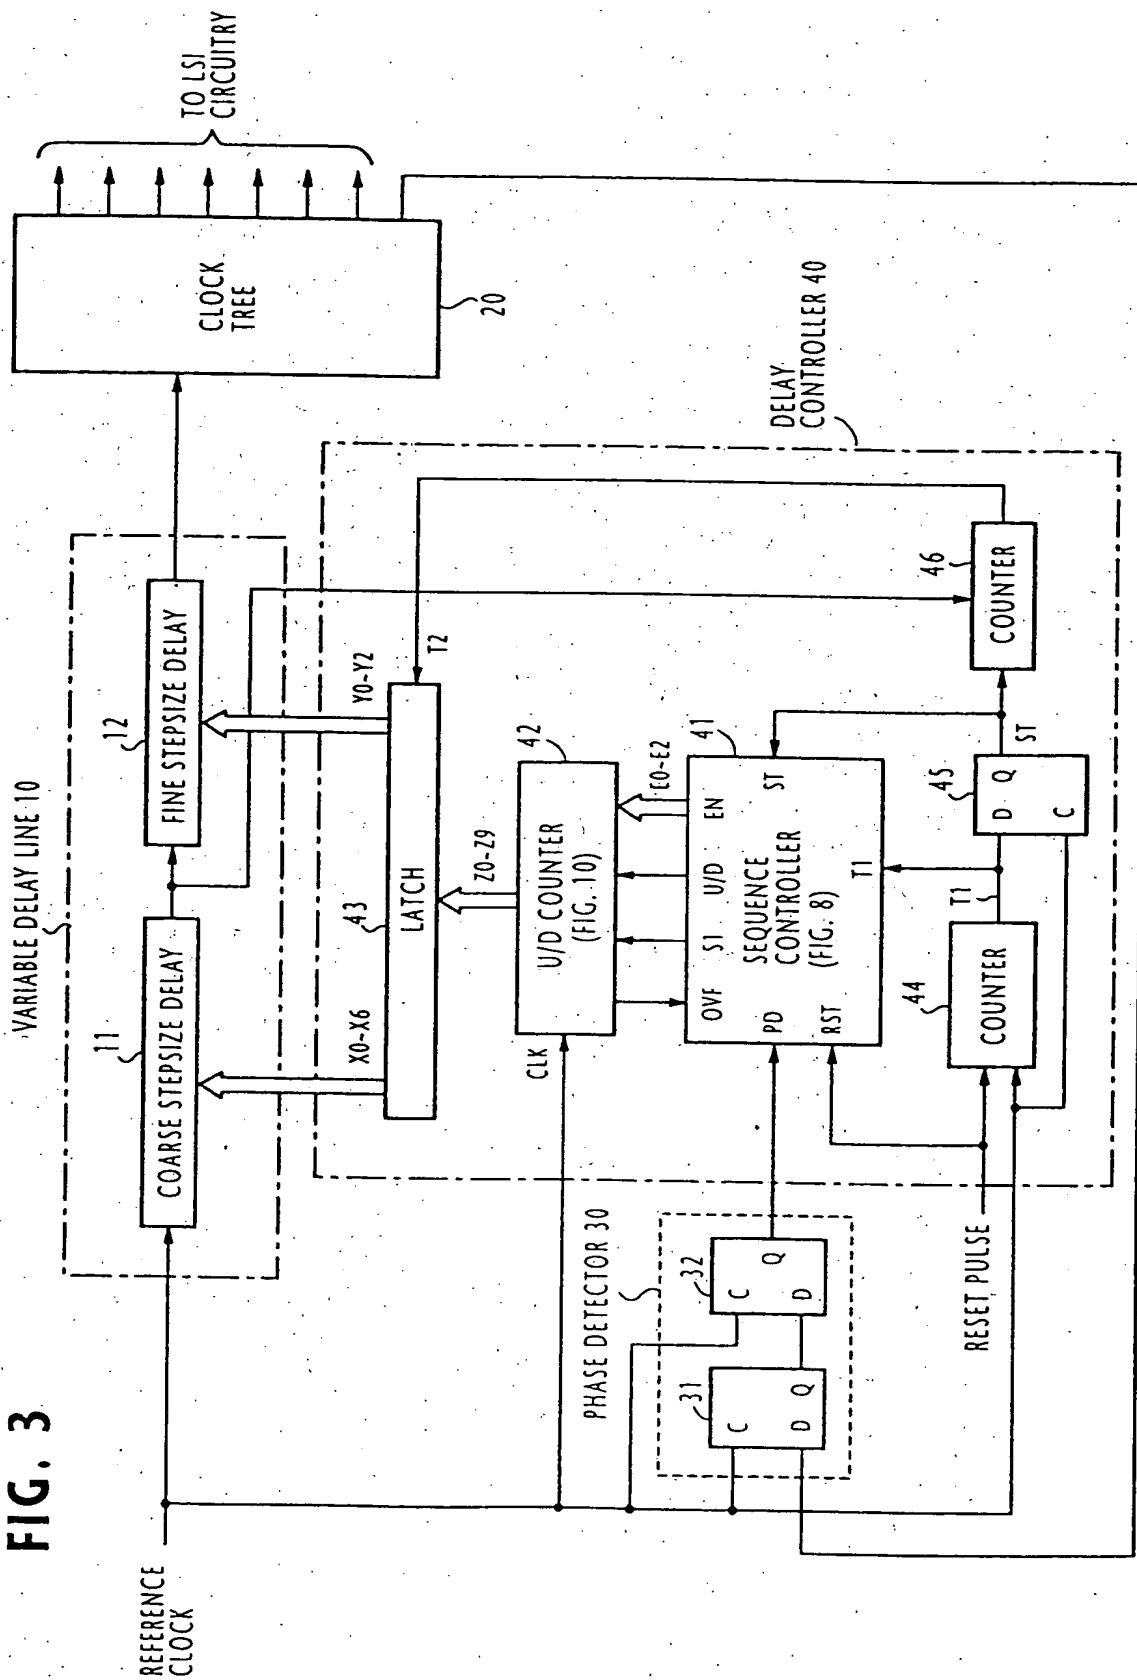 FIG. 3
REFERENCE
CLOCK
VARIABLE DELAY LINE 10
11
COARSE STEPSIZE DELAY
12
FINE STEPSIZE DELAY
CLOCK
TREE
20
TO LSI
CIRCUITRY
X0~X6
Y0~Y2
T2
43
LATCH
Z0~Z9
DELAY
CONTROLLER 40
CLK
42
U/D COUNTER
(FIG. 10)
E0~E2
41
OVF
S1
U/D
EN
PD
SEQUENCE
CONTROLLER
(FIG. 8)
ST
RST
T1
PHASE DETECTOR 30
31
C
D
Q
32
C
D
Q
RESET PULSE
44
COUNTER
T1
45
D
Q
C
ST
46
COUNTER